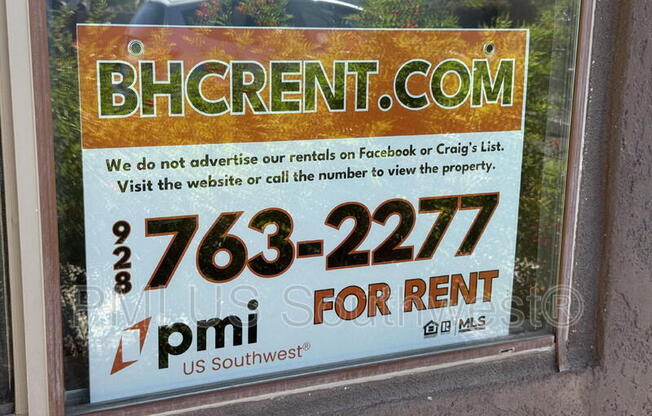 BHCRENT.COM
We do not advertise our rentals on Facebook or Craig's List.
Visit the website or call the number to view the property.
928 763-2277
FOR RENT
pmi
US Southwest®
MLS
PMI US Southwest®